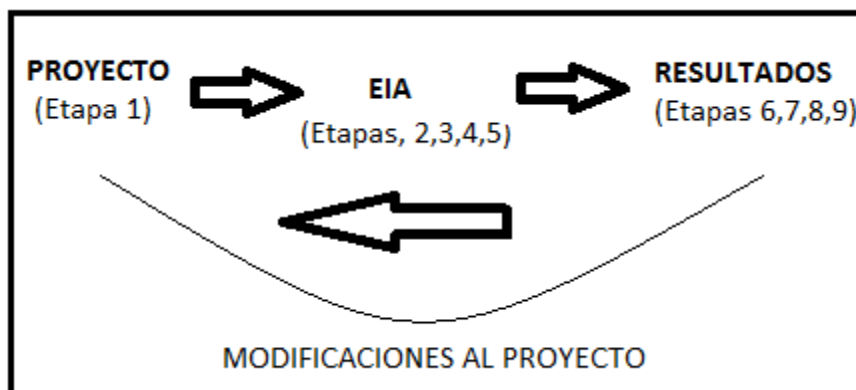 PROYECTO
(Etapa 1)
EIA
(Etapas, 2,3,4,5)
RESULTADOS
(Etapas 6,7,8,9)
MODIFICACIONES AL PROYECTO